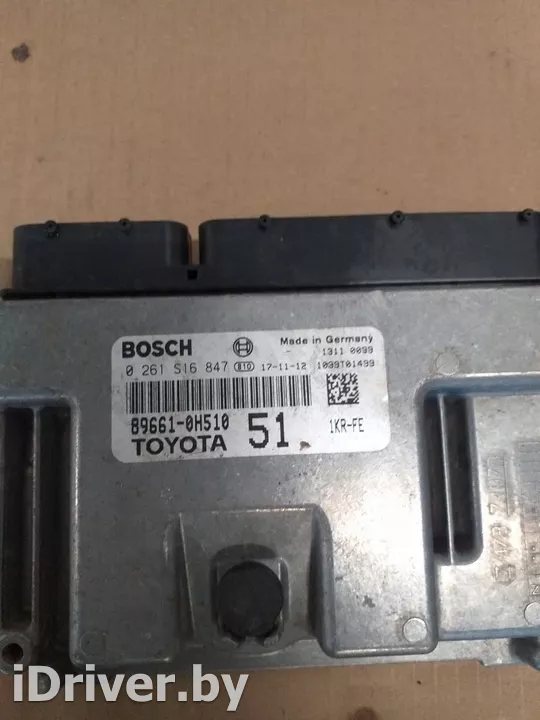 BOSCH Made in Germany
- 1311 0099
0 261 S16 847 B10 17-11-12 1039T01499
89661-0H510
TOYOTA 51 1KR-FE
iDriver.by